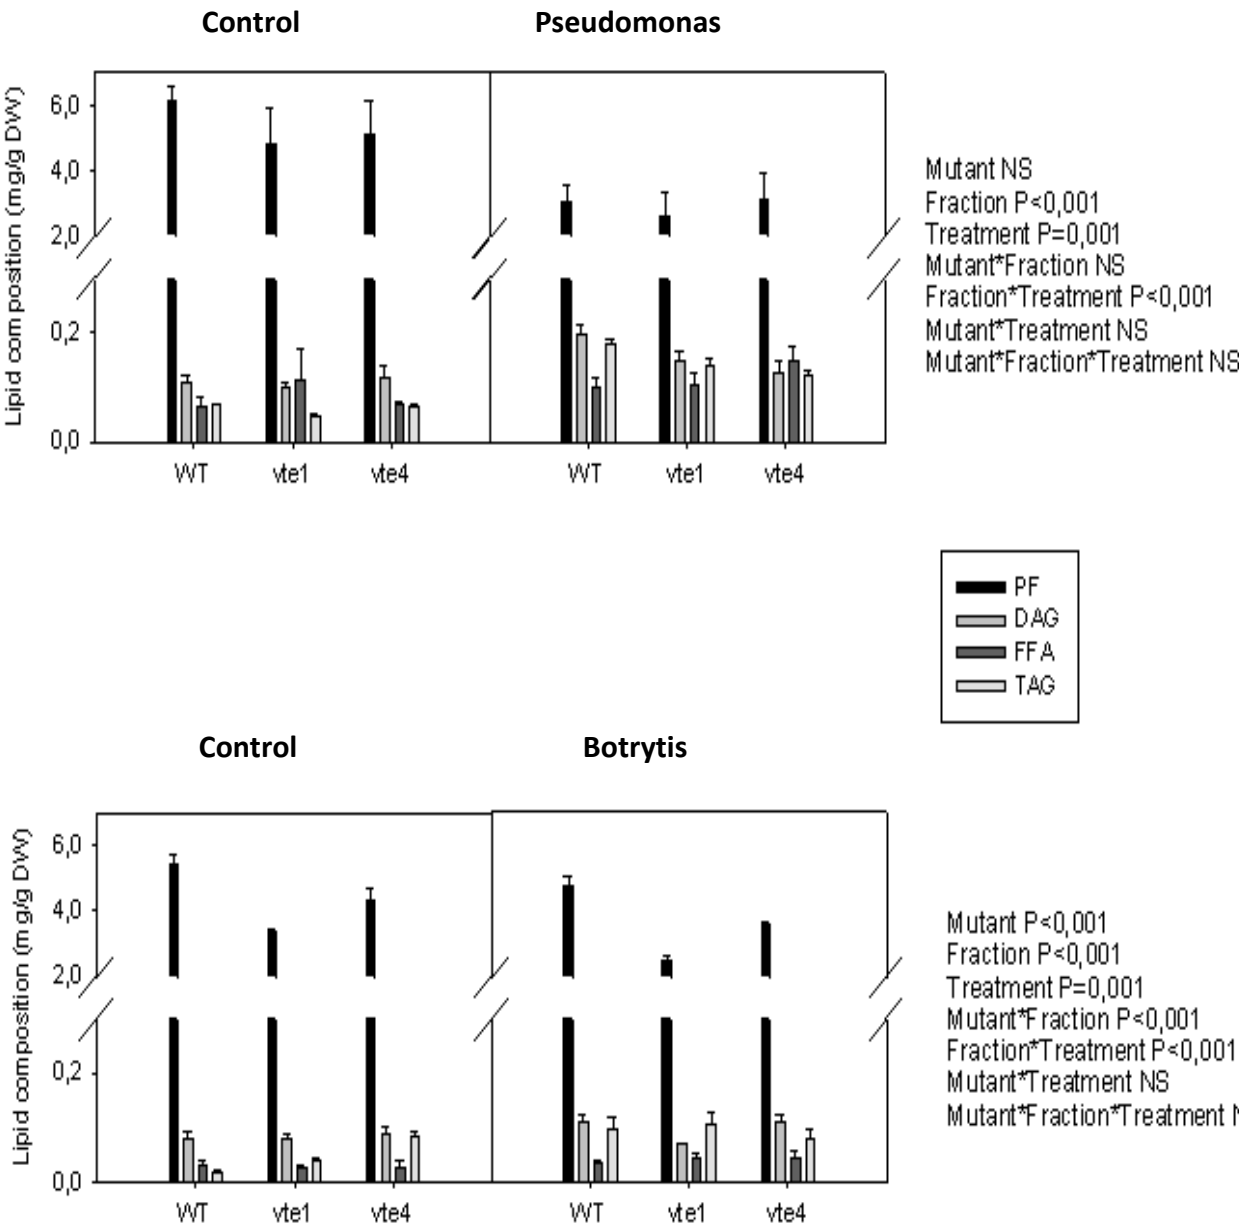 Control Pseudomonas
Lipid composition (mg/g DW)
6,0
4,0
2,0
0,2
0,0
WT vte1 vte4 WT vte1 vte4
Mutant NS
Fraction P<0,001
Treatment P=0,001
Mutant*Fraction NS
Fraction*Treatment P<0,001
Mutant*Treatment NS
Mutant*Fraction*Treatment NS
PF
DAG
FFA
TAG
Control Botrytis
Lipid composition (mg/g DW)
6,0
4,0
2,0
0,2
0,0
WT vte1 vte4 WT vte1 vte4
Mutant P<0,001
Fraction P<0,001
Treatment P=0,001
Mutant*Fraction P<0,001
Fraction*Treatment P<0,001
Mutant*Treatment NS
Mutant*Fraction*Treatment